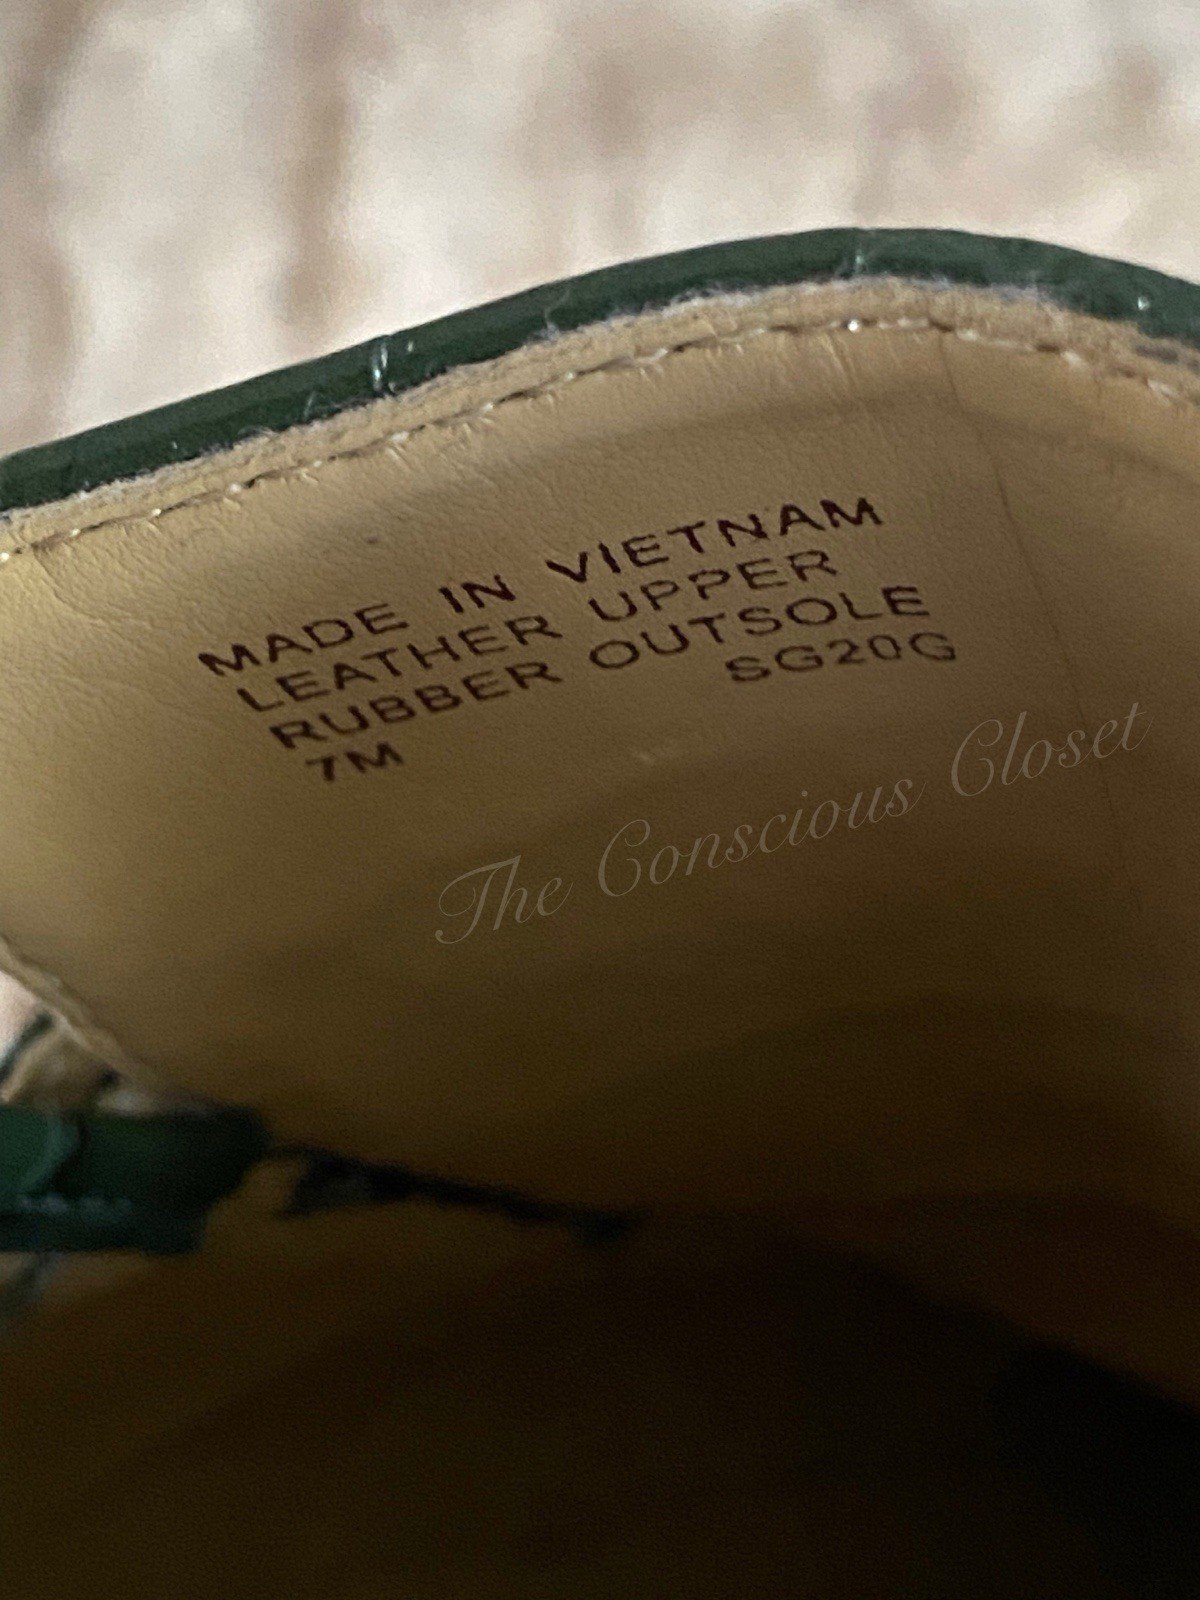 MADE IN VIETNAM
LEATHER UPPER
RUBBER OUTSOLE
7M SG20G
The Conscious Closet